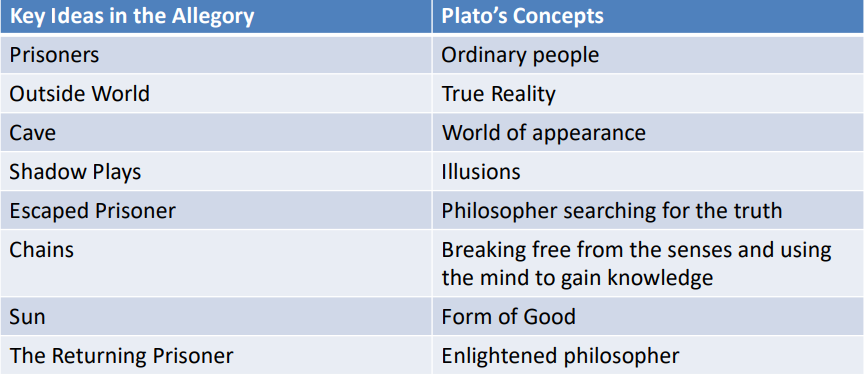 Key Ideas in the Allegory Plato’s Concepts
Prisoners Ordinary people
Outside World True Reality
Cave World of appearance
Shadow Plays Illusions
Escaped Prisoner Philosopher searching for the truth
Chains Breaking free from the senses and using
the mind to gain knowledge
Sun Form of Good
The Returning Prisoner Enlightened philosopher